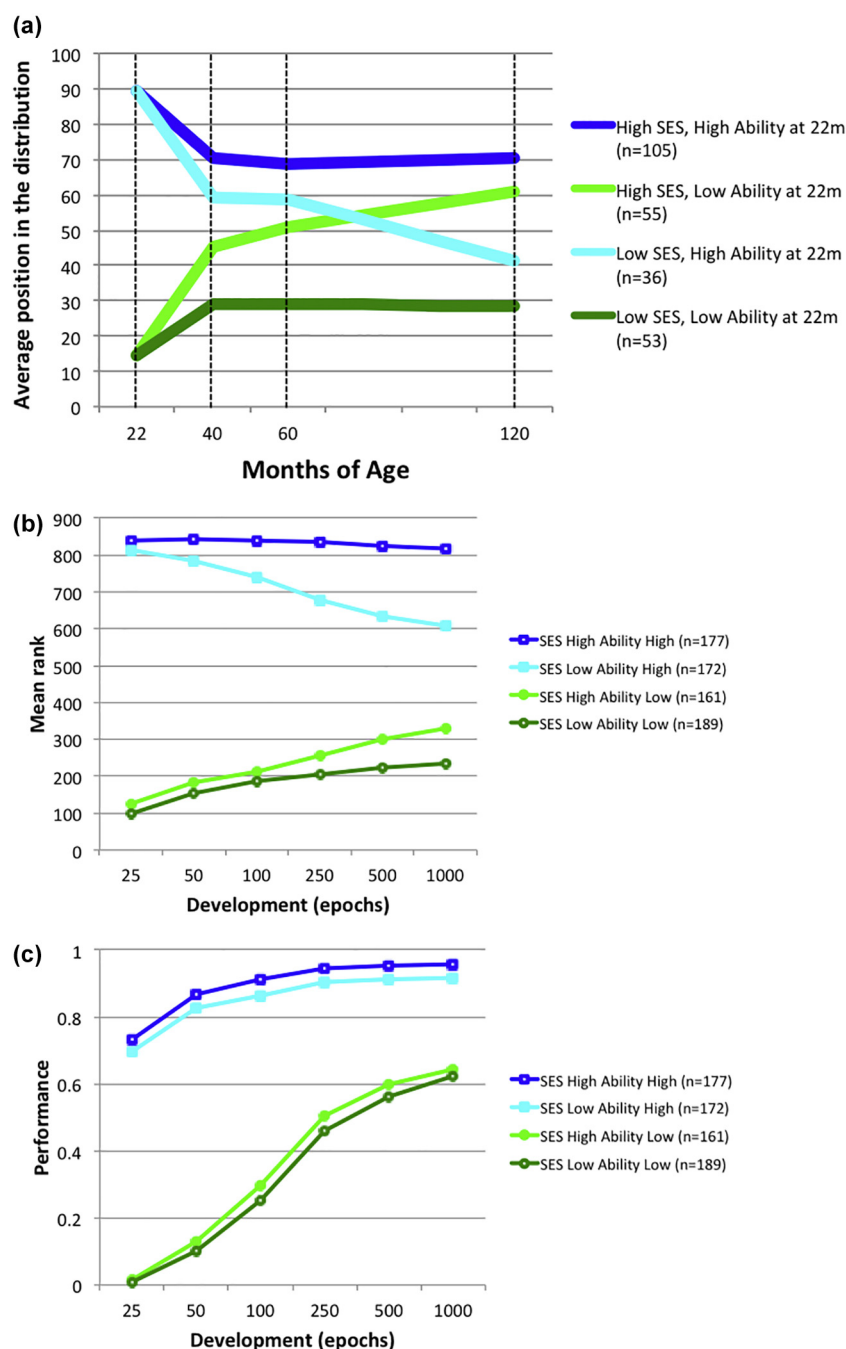 (a)
100
90
80
70
60
50
40
30
20
10
0
Average position in the distribution
22
40
60
120
Months of Age
High SES, High Ability at 22m
(n=105)
High SES, Low Ability at 22m
(n=55)
Low SES, High Ability at 22m
(n=36)
Low SES, Low Ability at 22m
(n=53)
(b)
900
800
700
600
500
400
300
200
100
0
Mean rank
25
50
100
250
500
1000
Development (epochs)
SES High Ability High (n=177)
SES Low Ability High (n=172)
SES High Ability Low (n=161)
SES Low Ability Low (n=189)
(c)
1
0.8
0.6
0.4
0.2
0
Performance
25
50
100
250
500
1000
Development (epochs)
SES High Ability High (n=177)
SES Low Ability High (n=172)
SES High Ability Low (n=161)
SES Low Ability Low (n=189)